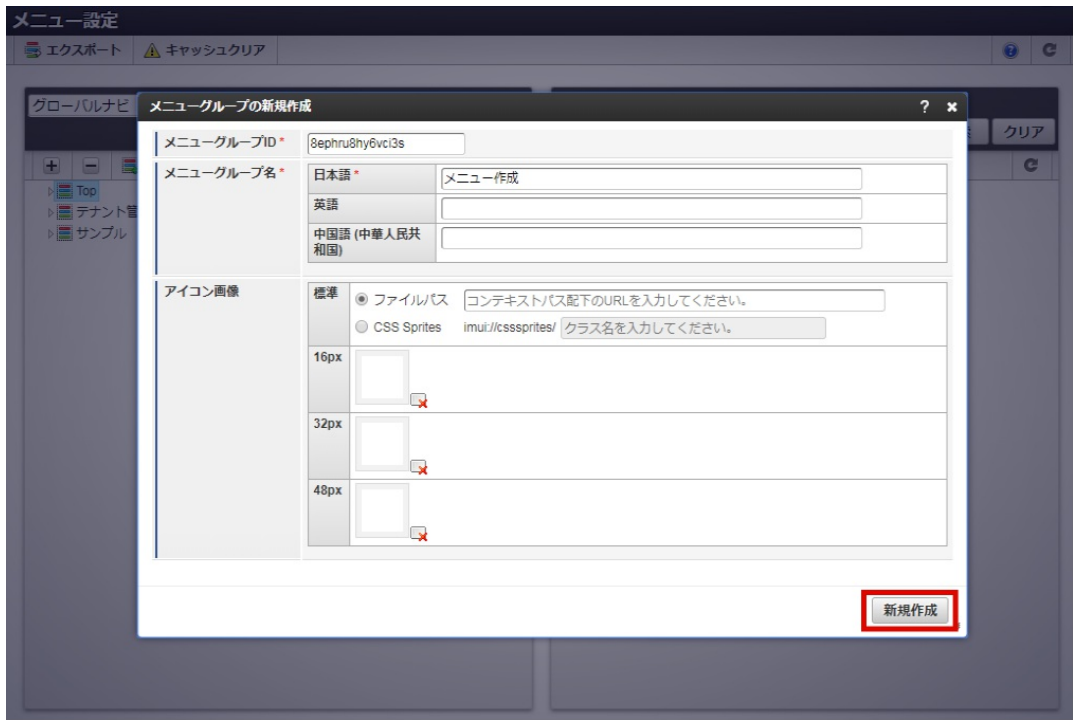 メニュー設定
エクスポート キャッシュクリア
グローバルナビ
クリア
Top
テナント管
サンプル
メニューグループの新規作成
メニューグループID * 8ephru8hy6vci3s
メニューグループ名 * 日本語 * メニュー作成
英語
中国語 (中華人民共
和国)
アイコン画像 標準 ファイルパス コンテキストパス配下のURLを入力してください。
CSS Sprites imui://csssprites/ クラス名を入力してください。
16px
32px
48px
新規作成